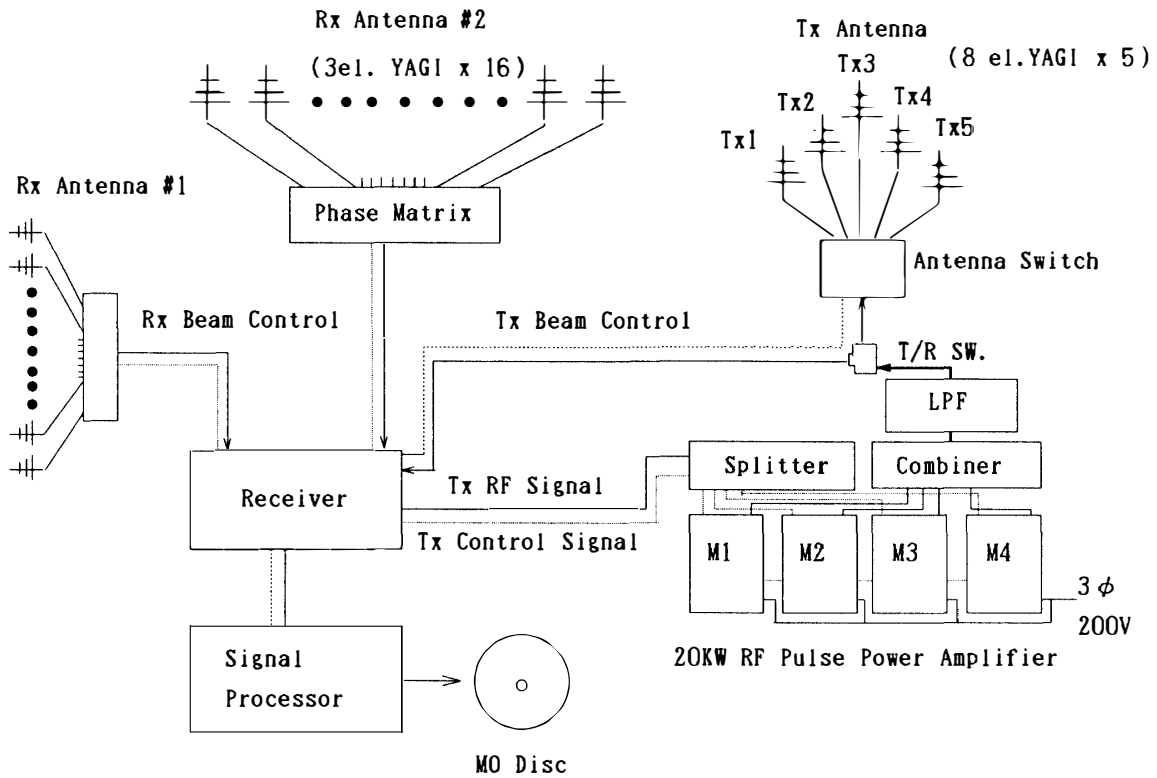 Rx Antenna #2
(3el. YAGI x 16)
Tx Antenna
(8 el.YAGI x 5)
Tx3
Tx2
Tx4
Tx1
Tx5
Rx Antenna #1
Phase Matrix
Antenna Switch
Rx Beam Control
Tx Beam Control
T/R SW.
LPF
Splitter
Combiner
Receiver
Tx RF Signal
Tx Control Signal
M1
M2
M3
M4
3 φ
200V
20KW RF Pulse Power Amplifier
Signal
Processor
MO Disc